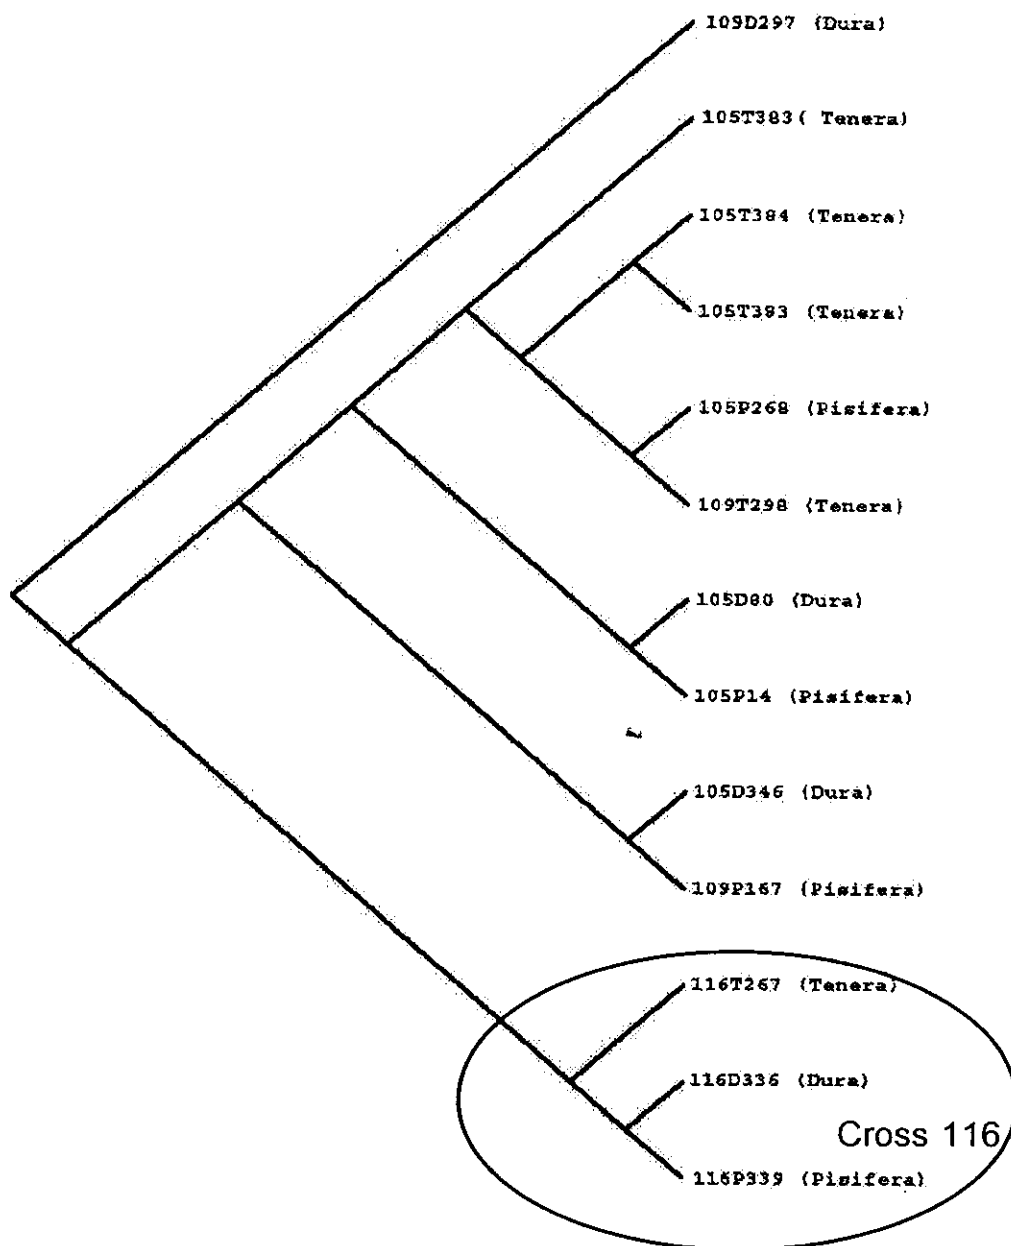 109D297 (Dura)
105T383( Tenera)
105T384 (Tenera)
105T393 (Tenera)
105P268 (Pisifera)
109T298 (Tenera)
105D80 (Dura)
105P14 (Pisifera)
105D346 (Dura)
109P167 (Pisifera)
116T267 (Tenera)
116D336 (Dura)
Cross 116
116P339 (Pisifera)